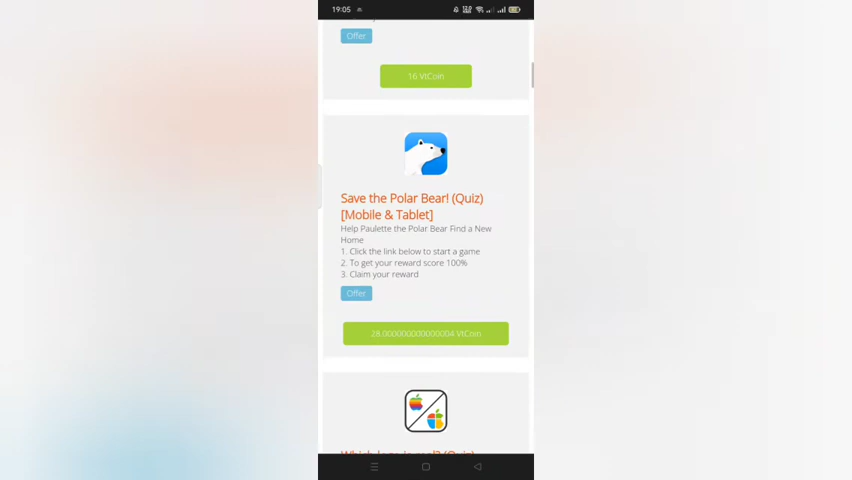 19:05
Offer
16 VtCoin
Save the Polar Bear! (Quiz)
[Mobile & Tablet]
Help Paulette the Polar Bear Find a New
Home
1. Click the link below to start a game
2. To get your reward score 100%
3. Claim your reward
Offer
28.000000000000004 VtCoin